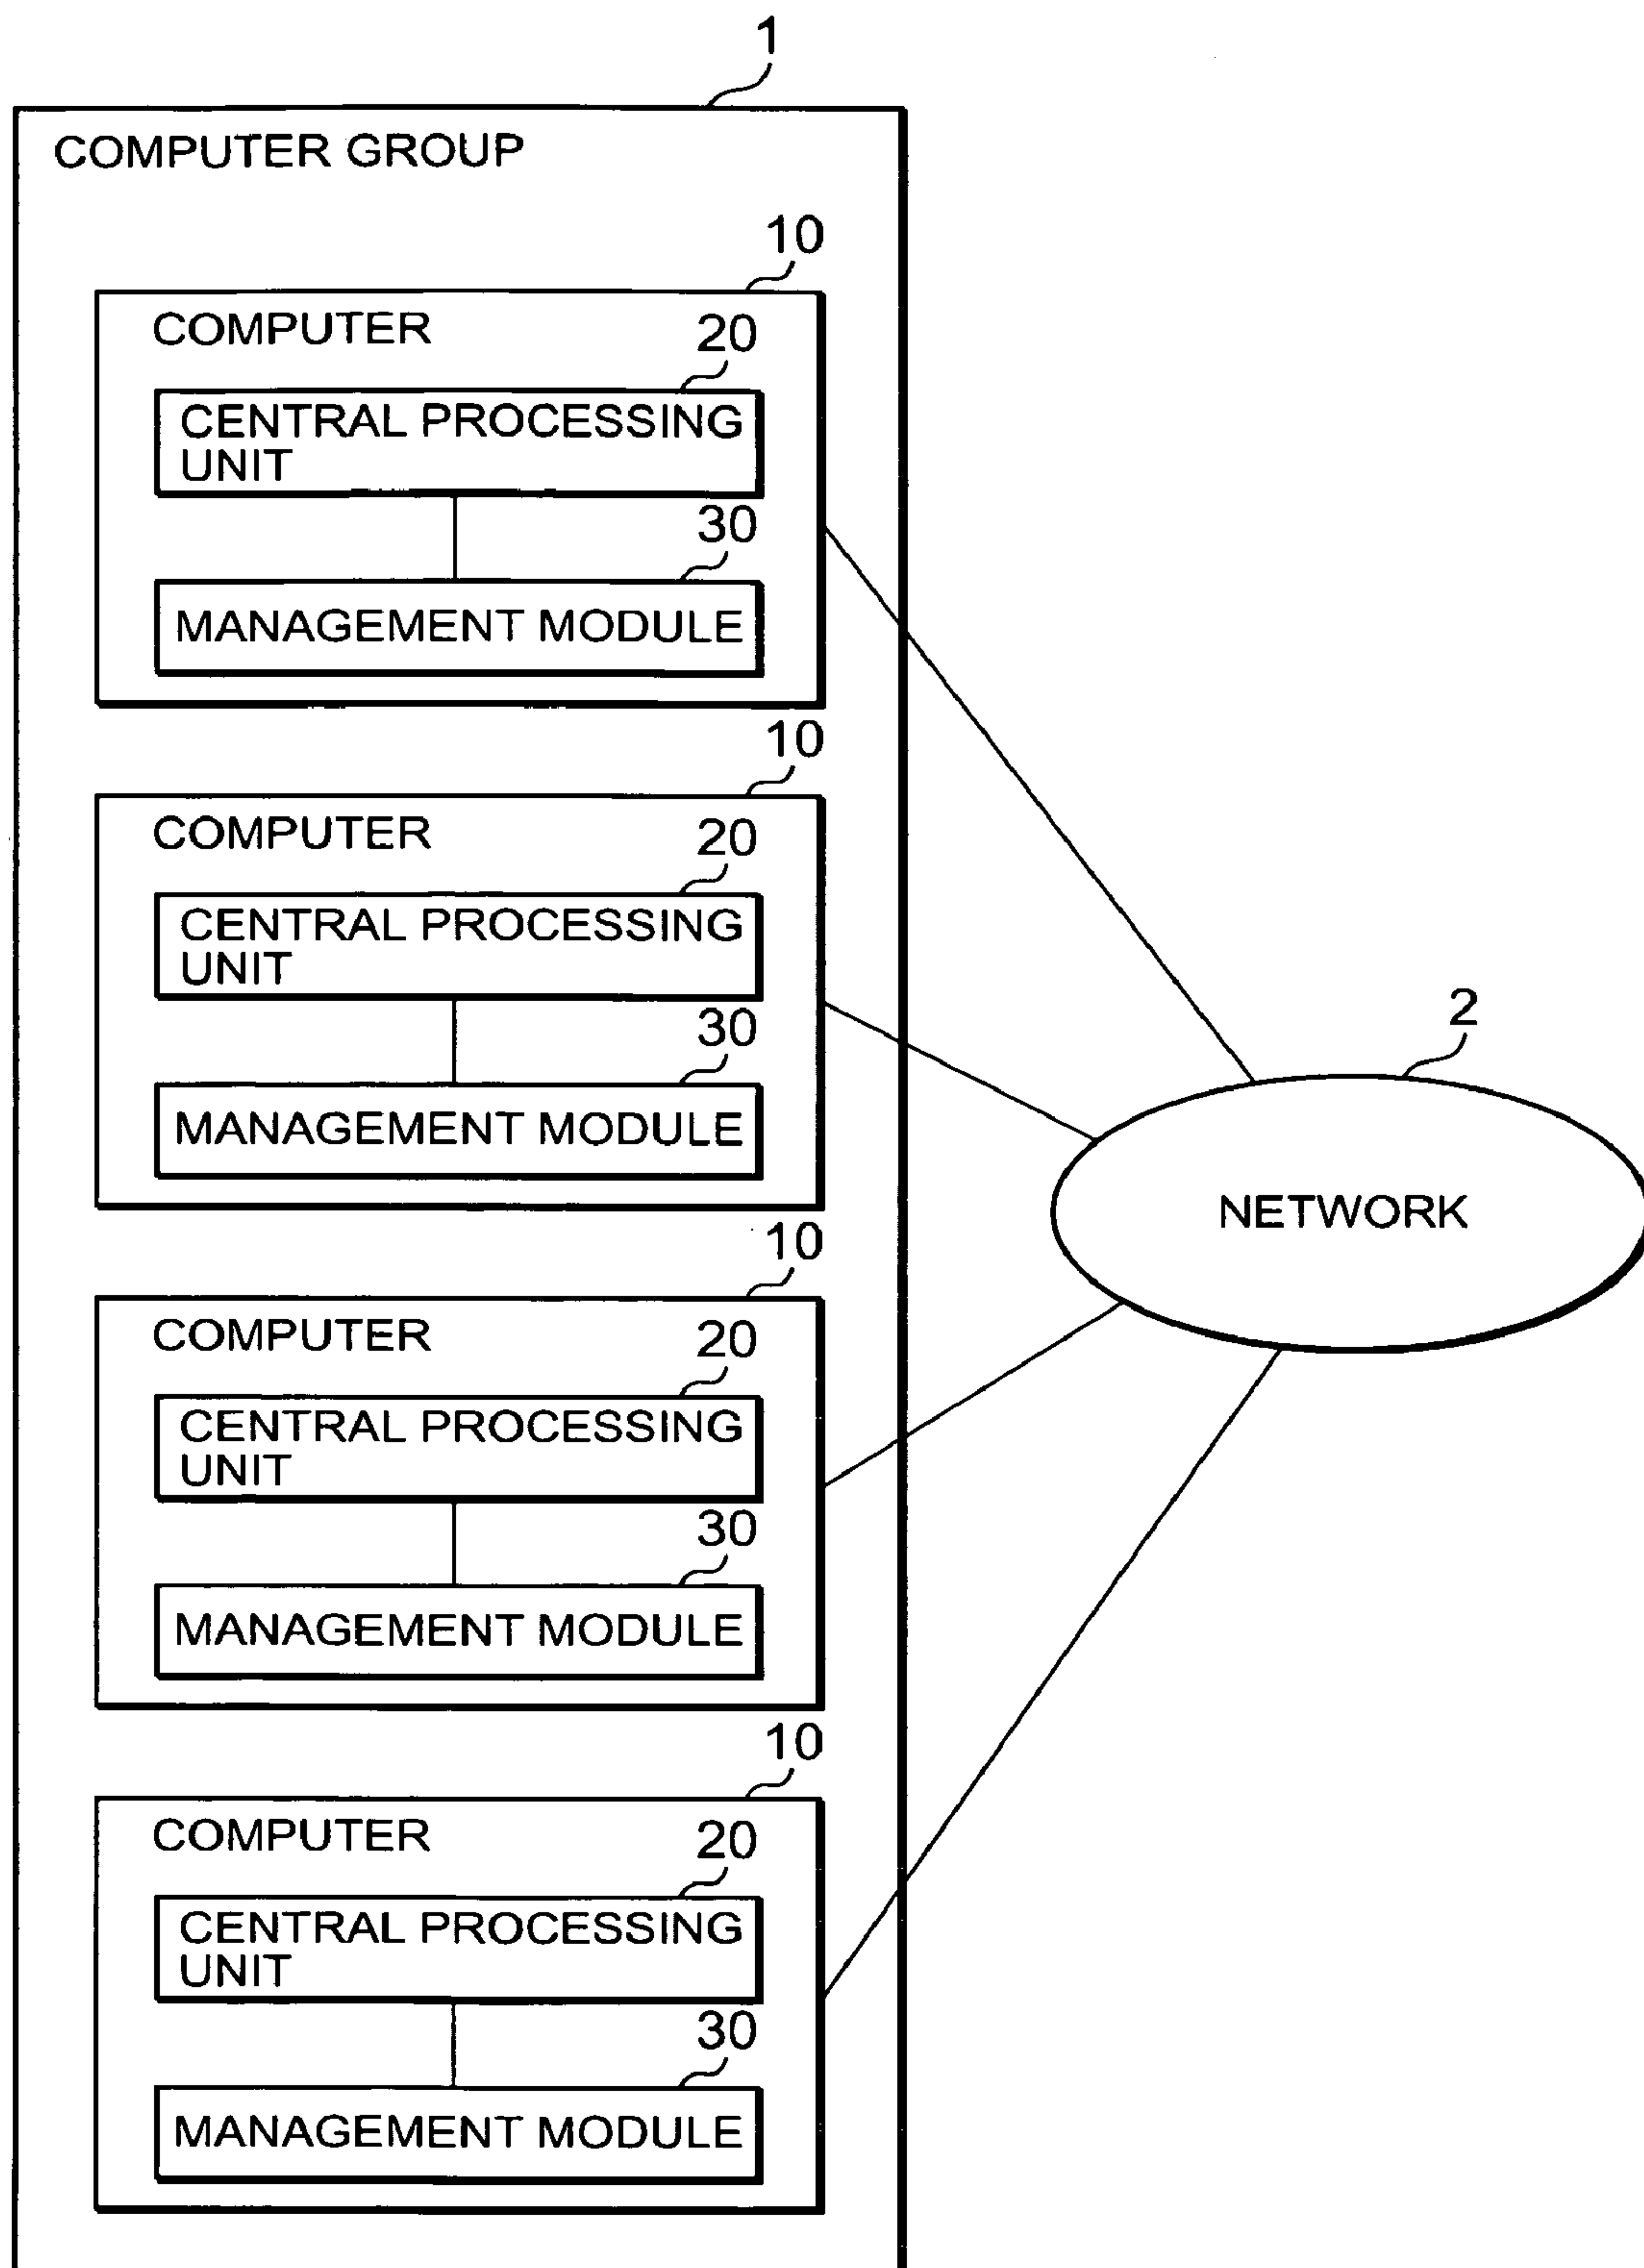 1
COMPUTER GROUP
10
COMPUTER
20
CENTRAL PROCESSING
UNIT
30
MANAGEMENT MODULE
10
COMPUTER
20
CENTRAL PROCESSING
UNIT
30
MANAGEMENT MODULE
2
NETWORK
10
COMPUTER
20
CENTRAL PROCESSING
UNIT
30
MANAGEMENT MODULE
10
COMPUTER
20
CENTRAL PROCESSING
UNIT
30
MANAGEMENT MODULE